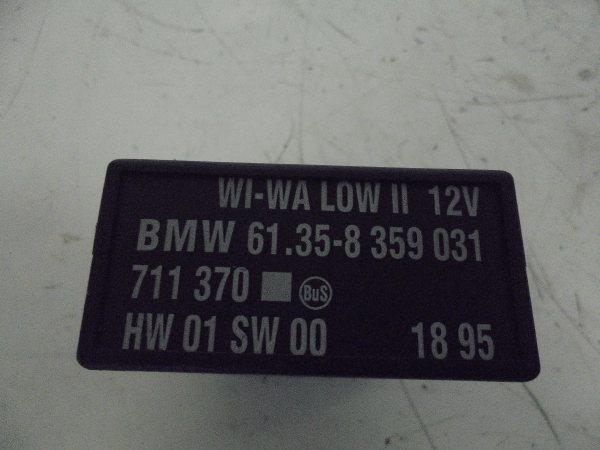 WI-WA LOW II 12V
BMW 61.35-8 359 031
711 370 BuS
HW 01 SW 00 18 95